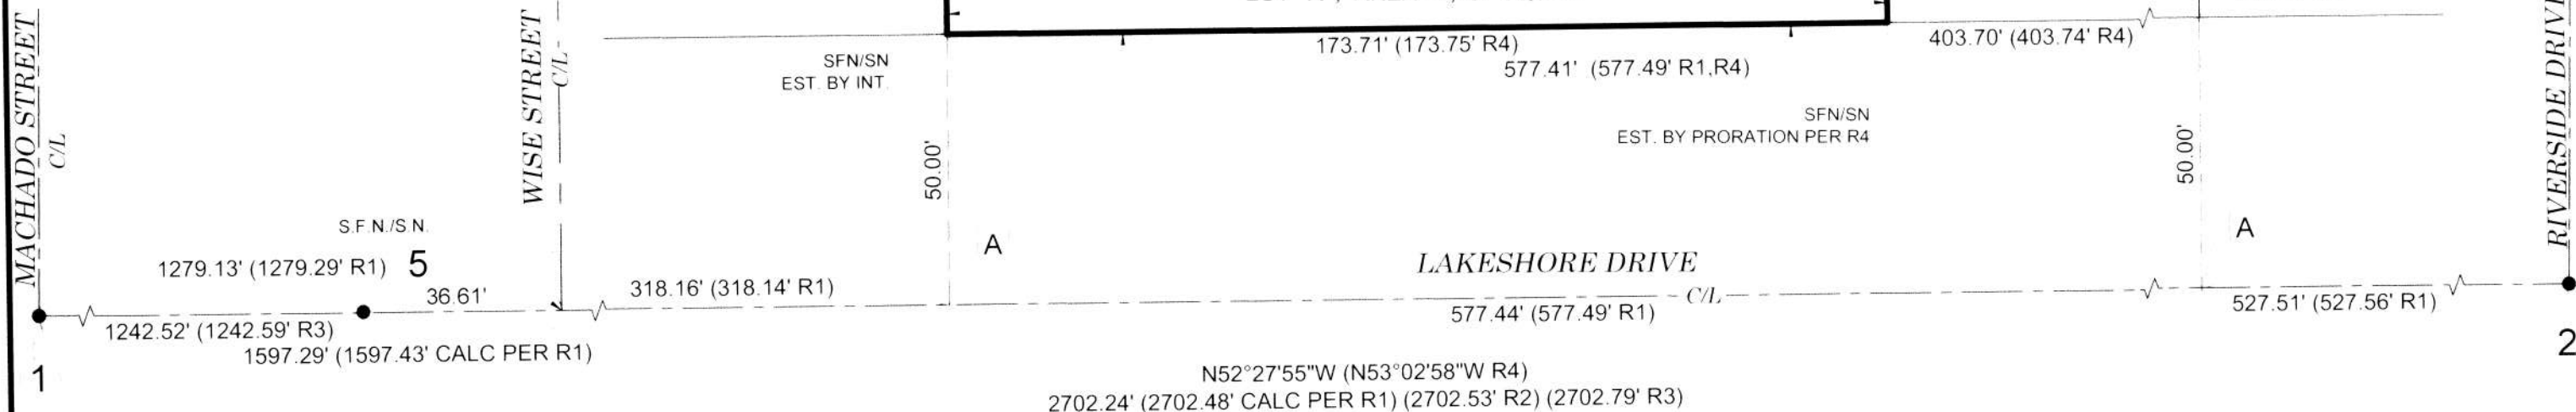 MACHADO STREET
C/L
WISE STREET
C/L
SFN/SN
EST. BY INT.
173.71' (173.75' R4)
577.41' (577.49' R1,R4)
403.70' (403.74' R4)
SFN/SN
EST. BY PRORATION PER R4
50.00'
50.00'
RIVERSIDE DRIVE
S.F.N./S.N.
1279.13' (1279.29' R1) 5
36.61'
318.16' (318.14' R1)
A
A
LAKESHORE DRIVE
C/L
1242.52' (1242.59' R3)
1597.29' (1597.43' CALC PER R1)
577.44' (577.49' R1)
527.51' (527.56' R1)
1
2
N52°27'55"W (N53°02'58"W R4)
2702.24' (2702.48' CALC PER R1) (2702.53' R2) (2702.79' R3)